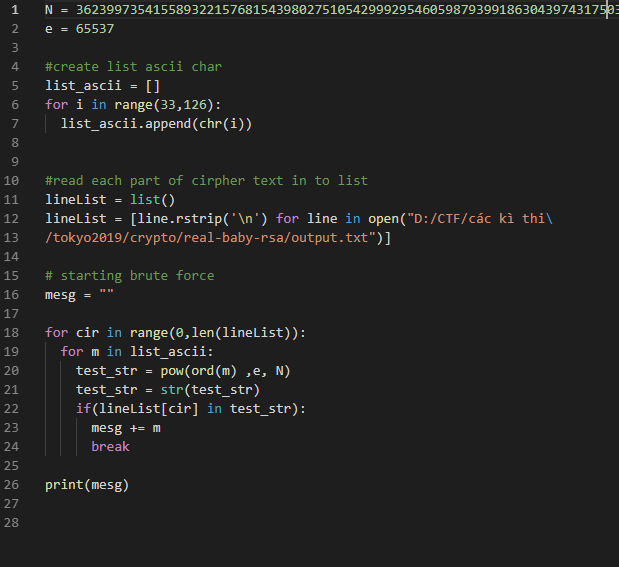 1 N = 36239973541558932215768154398027510542999295460598793991863043974317503
2 e = 65537
3
4 #create list ascii char
5 list_ascii = []
6 for i in range(33,126):
7 list_ascii.append(chr(i))
8
9
10 #read each part of cirpher text in to list
11 lineList = list()
12 lineList = [line.rstrip('\n') for line in open("D:/CTF/các kì thi\
13 /tokyo2019/crypto/real-baby-rsa/output.txt")]
14
15 # starting brute force
16 mesg = ""
17
18 for cir in range(0,len(lineList)):
19 for m in list_ascii:
20 test_str = pow(ord(m) ,e, N)
21 test_str = str(test_str)
22 if(lineList[cir] in test_str):
23 mesg += m
24 break
25
26 print(mesg)
27
28